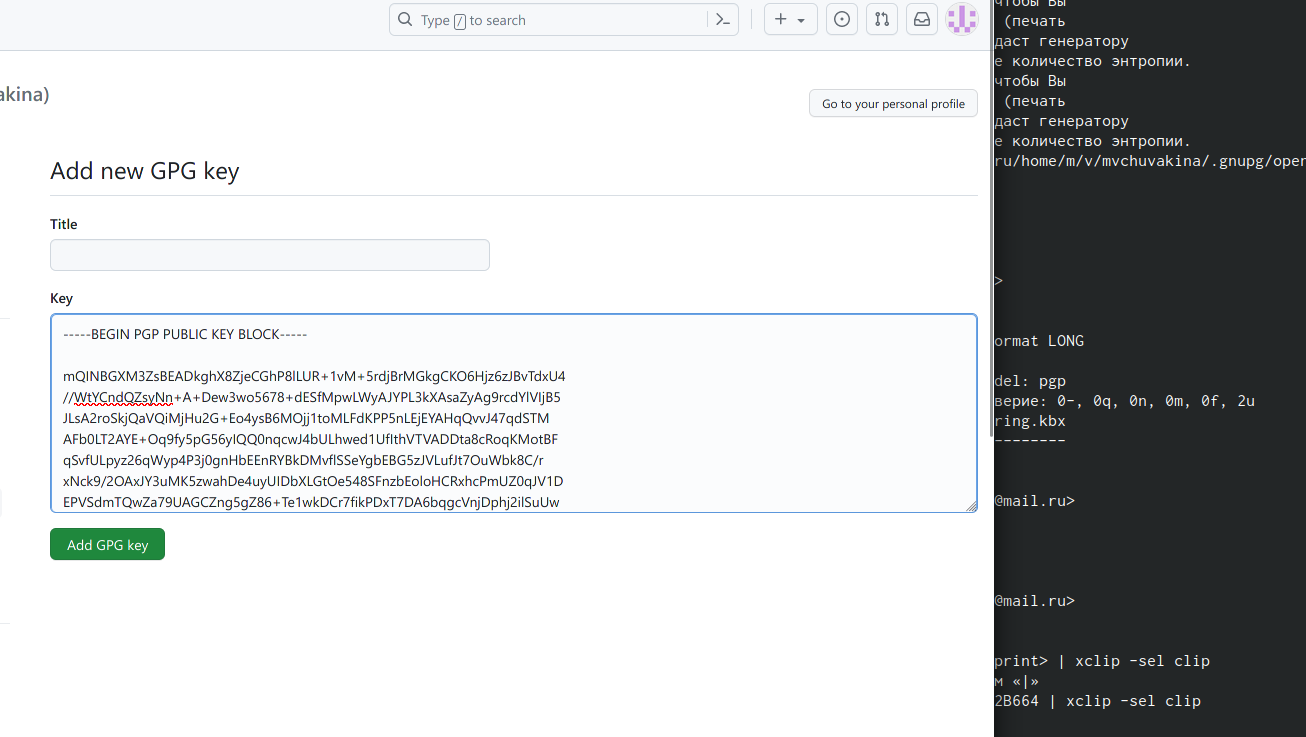 Type / to search
akina)
Go to your personal profile
Add new GPG key
Title
Key
-----BEGIN PGP PUBLIC KEY BLOCK-----
mQINBGXM3ZsBEADkghX8ZjeCGhP8lLUR+1vM+5rdjBrMGkgCKO6Hjz6zJBvTdxU4
//WtYCndQZsyNn+A+Dew3wo5678+dESfMpwLWyAJYPL3kXAsaZyAg9rcdYlVIjB5
JLsA2roSkjQaVQiMjHu2G+Eo4ysB6MQjj1toMLFdKPP5nLEjEYAHqQvvJ47qdSTM
AFb0LT2AYE+Oq9fy5pG56yIQQ0nqcwJ4bULhwed1UfIthVTVADDta8cRoqKMotBF
qSvfULpyz26qWyp4P3j0gnHbEEnRYBkDMvflSSeYgbEBG5zJVLufJt7OuWbk8C/r
xNck9/2OAxJY3uMK5zwahDe4uyUIDbXLGtOe548SFnzbEoloHCRxhcPmUZ0qJV1D
EPVSdmTQwZa79UAGCZng5gZ86+Te1wkDCr7fikPDxT7DA6bqgcVnjDphj2ilSuUw
Add GPG key
чтобы Вы
(печать
даст генератору
е количество энтропии.
чтобы Вы
(печать
даст генератору
е количество энтропии.
ru/home/m/v/mvchuvakina/.gnupg/oper
>
ormat LONG
del: pgp
верие: 0-, 0q, 0n, 0m, 0f, 2u
ring.kbx
--------
@mail.ru>
@mail.ru>
print> | xclip -sel clip
м «|»
2B664 | xclip -sel clip